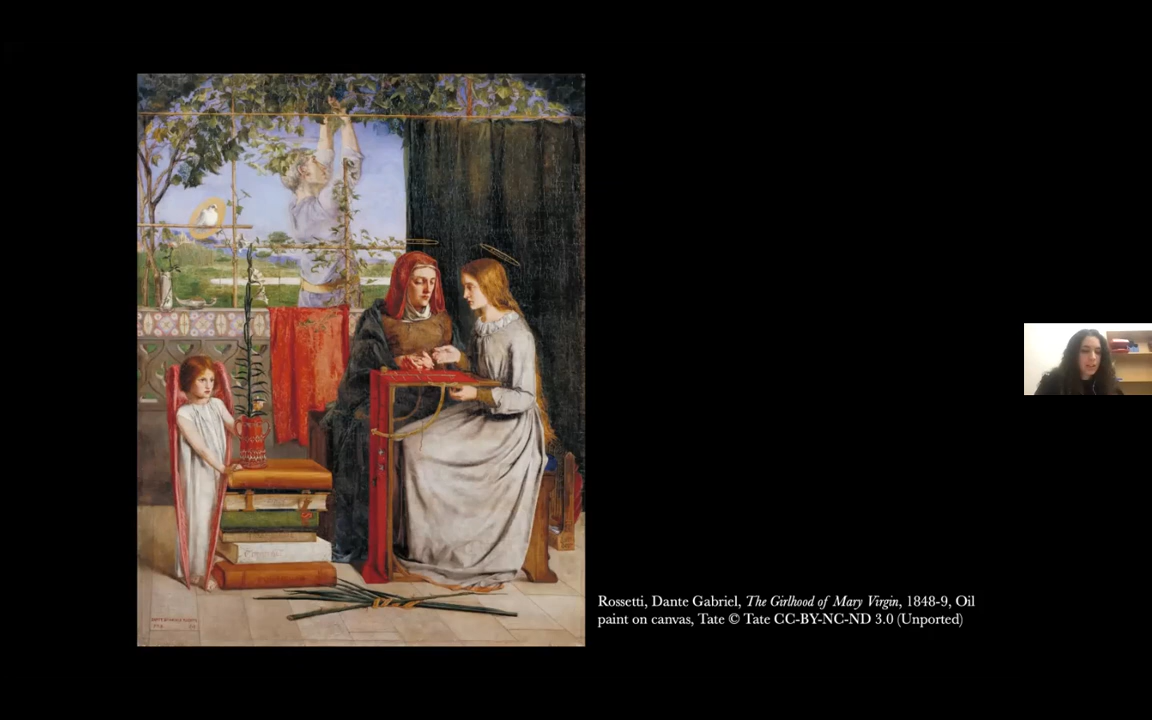 Rossetti, Dante Gabriel, The Girlhood of Mary Virgin, 1848-9, Oil
paint on canvas, Tate © Tate CC-BY-NC-ND 3.0 (Unported)